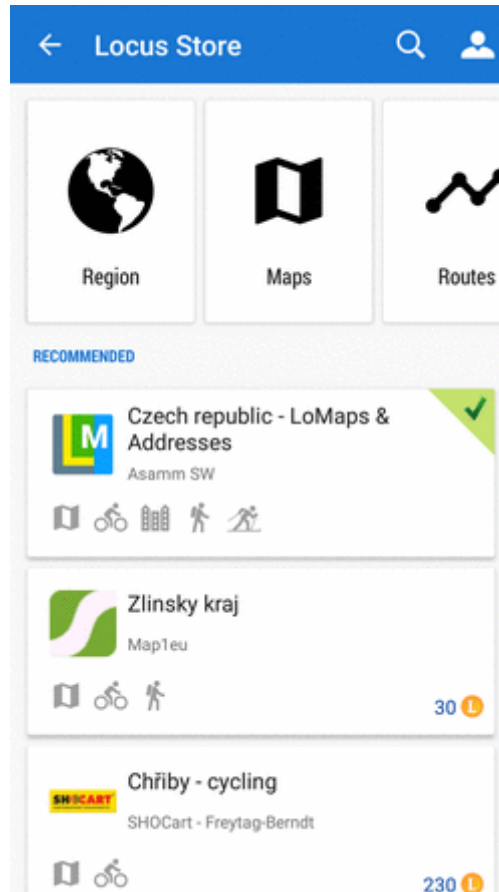 Locus Store
Region
Maps
Routes
RECOMMENDED
Czech republic - LoMaps &
Addresses
Asamm SW
Zlinsky kraj
Map1eu
30 L
SHOCART
Chřiby - cycling
SHOCart - Freytag-Berndt
230 L